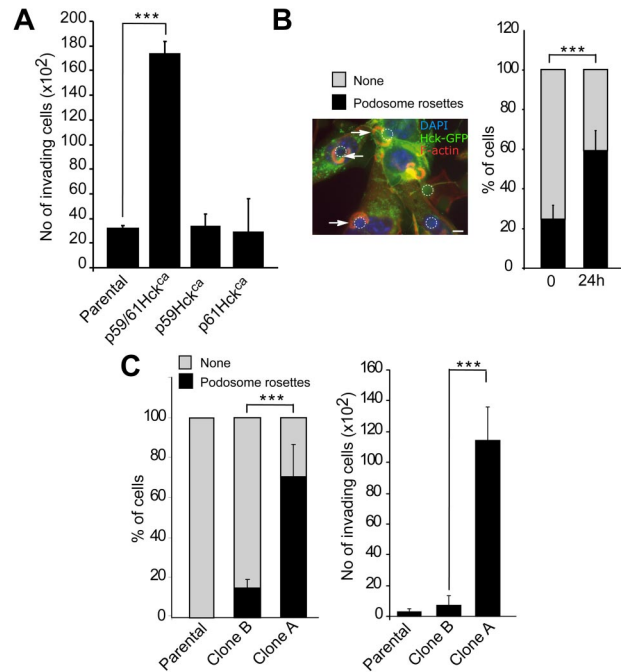 A
No of invading cells (x10²)
200
180
160
140
120
100
80
60
40
20
0
***
Parental
p59/61Hckᶜᵃ
p59Hckᶜᵃ
p61Hckᶜᵃ
B
None
Podosome rosettes
DAPI
Hck-GFP
F-actin
% of cells
120
100
80
60
40
20
0
***
0
24h
C
None
Podosome rosettes
% of cells
100
80
60
40
20
0
***
Parental
Clone B
Clone A
No of invading cells (x10²)
160
140
120
100
80
60
40
20
0
***
Parental
Clone B
Clone A